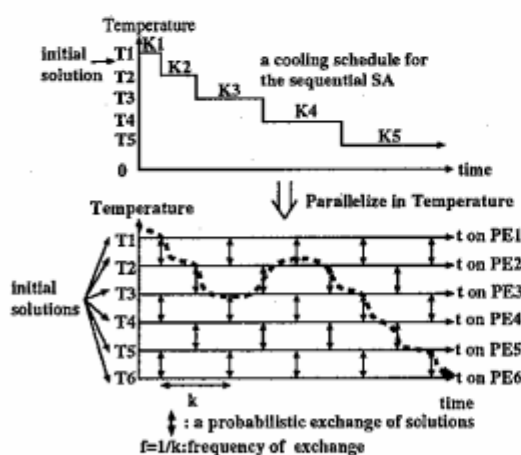 Temperature
T1 K1
initial solution
T2 K2
a cooling schedule for
the sequential SA
T3 K3
T4 K4
T5 K5
0 time
Parallelize in Temperature
Temperature
T1 t on PE1
T2 t on PE2
T3 t on PE3
initial solutions
T4 t on PE4
T5 t on PE5
T6 t on PE6
k time
: a probabilistic exchange of solutions
f=1/k:frequency of exchange